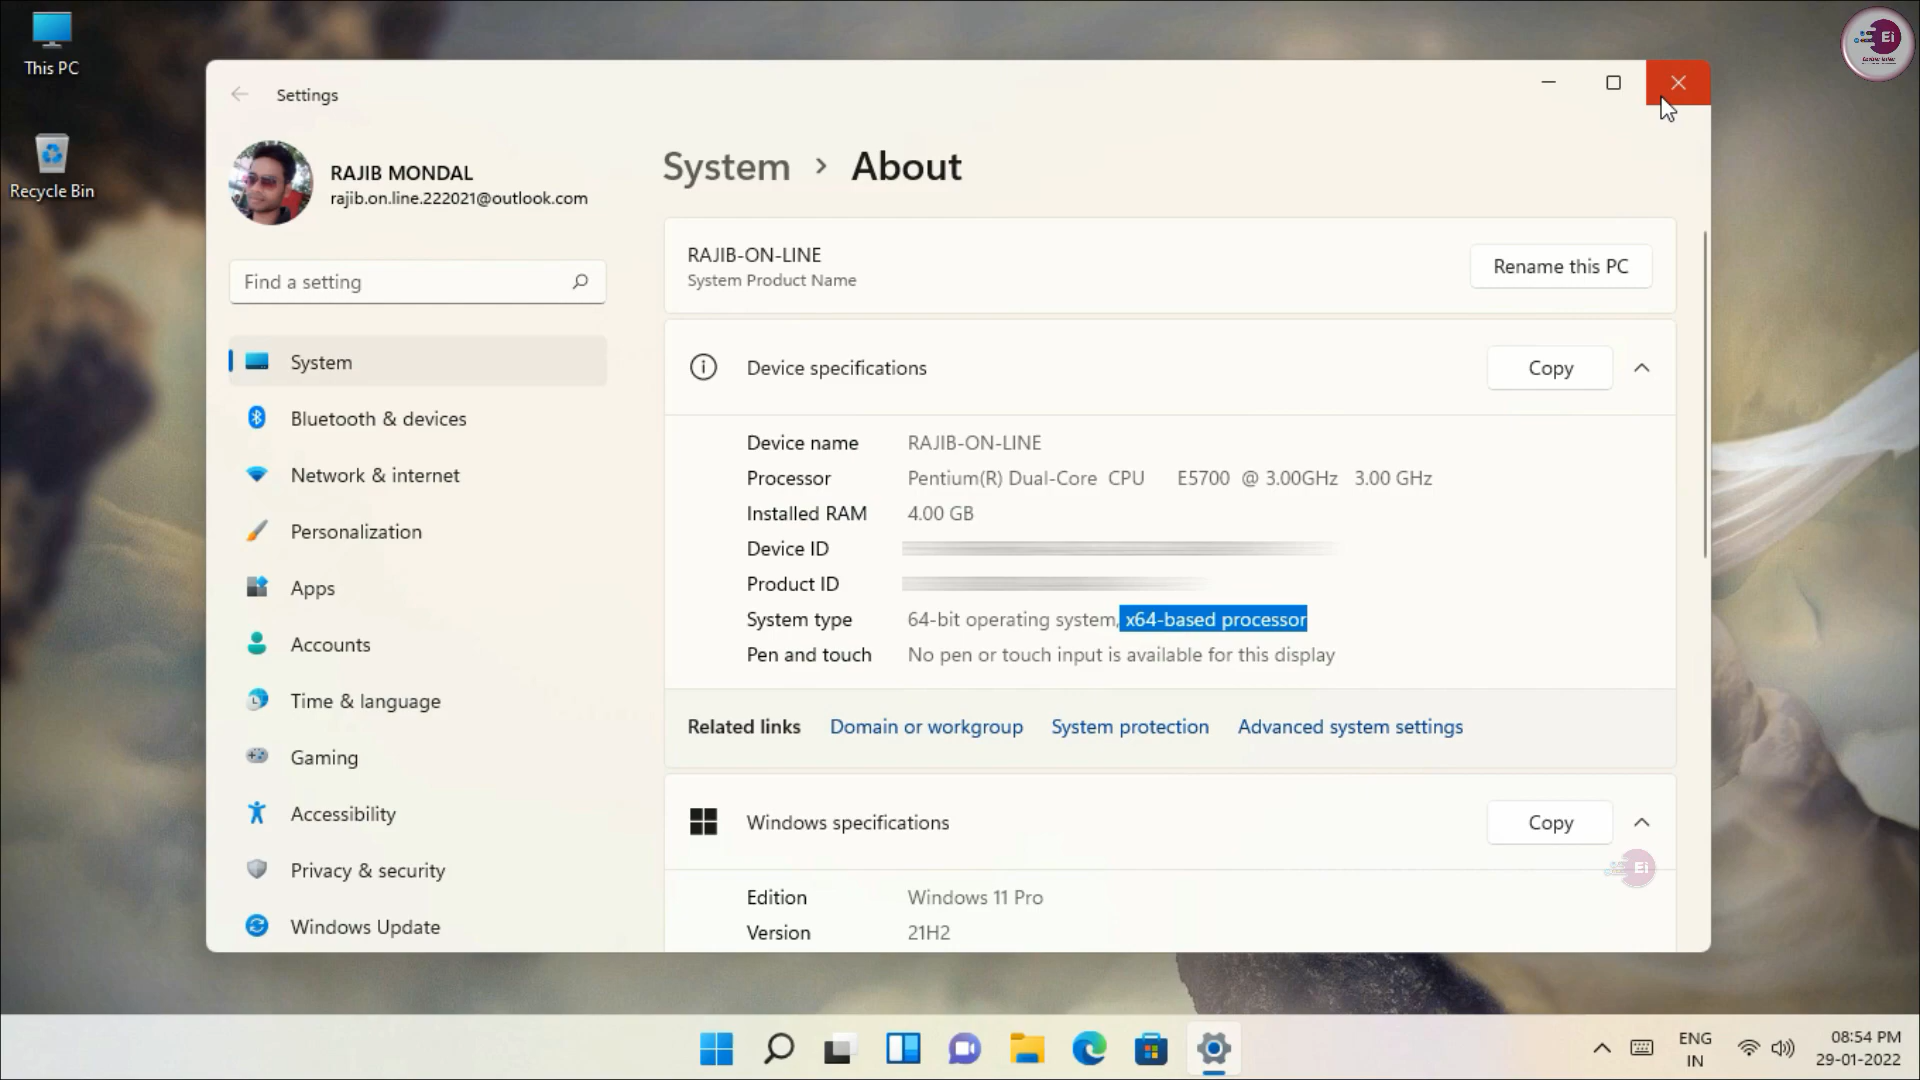 This PC
Recycle Bin
Settings
RAJIB MONDAL
rajib.on.line.222021@outlook.com
Find a setting
System
Bluetooth & devices
Network & internet
Personalization
Apps
Accounts
Time & language
Gaming
Accessibility
Privacy & security
Windows Update
System > About
RAJIB-ON-LINE
System Product Name
Rename this PC
Device specifications
Copy
Device name RAJIB-ON-LINE
Processor Pentium(R) Dual-Core CPU E5700 @ 3.00GHz 3.00 GHz
Installed RAM 4.00 GB
Device ID
Product ID
System type 64-bit operating system, x64-based processor
Pen and touch No pen or touch input is available for this display
Related links Domain or workgroup System protection Advanced system settings
Windows specifications
Copy
Ei
Edition Windows 11 Pro
Version 21H2
Ei
ENG
IN
08:54 PM
29-01-2022